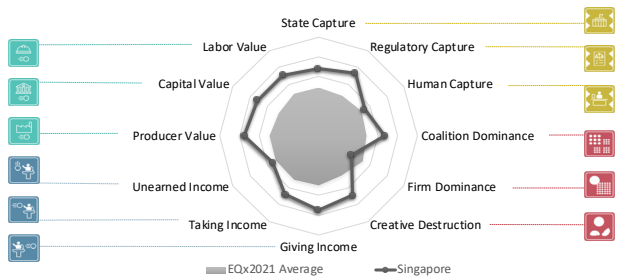 State Capture
Labor Value
Regulatory Capture
Capital Value
Human Capture
Producer Value
Coalition Dominance
Unearned Income
Firm Dominance
Taking Income
Creative Destruction
Giving Income
EQx2021 Average
Singapore